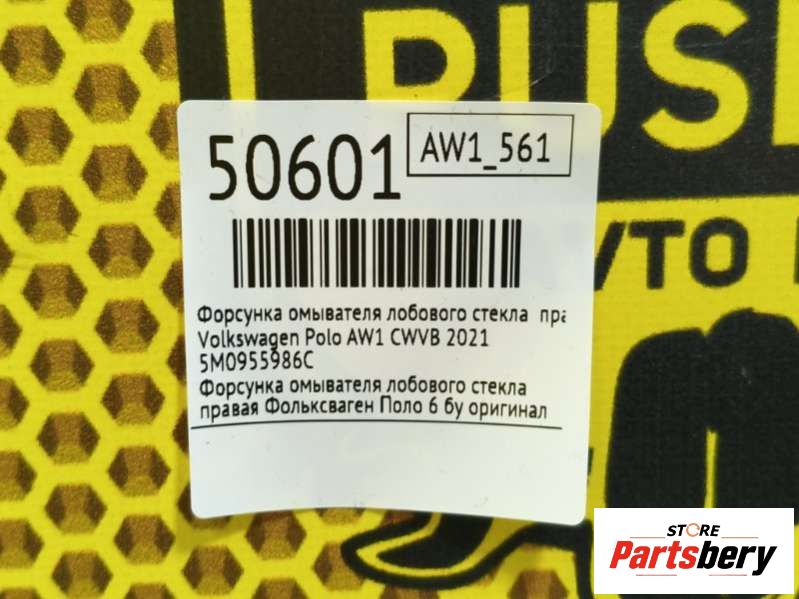 50601
AW1_561
Форсунка омывателя лобового стекла пра
Volkswagen Polo AW1 CWVB 2021
5M0955986C
Форсунка омывателя лобового стекла
правая Фольксваген Поло 6 бу оригинал
STORE
Partsbery